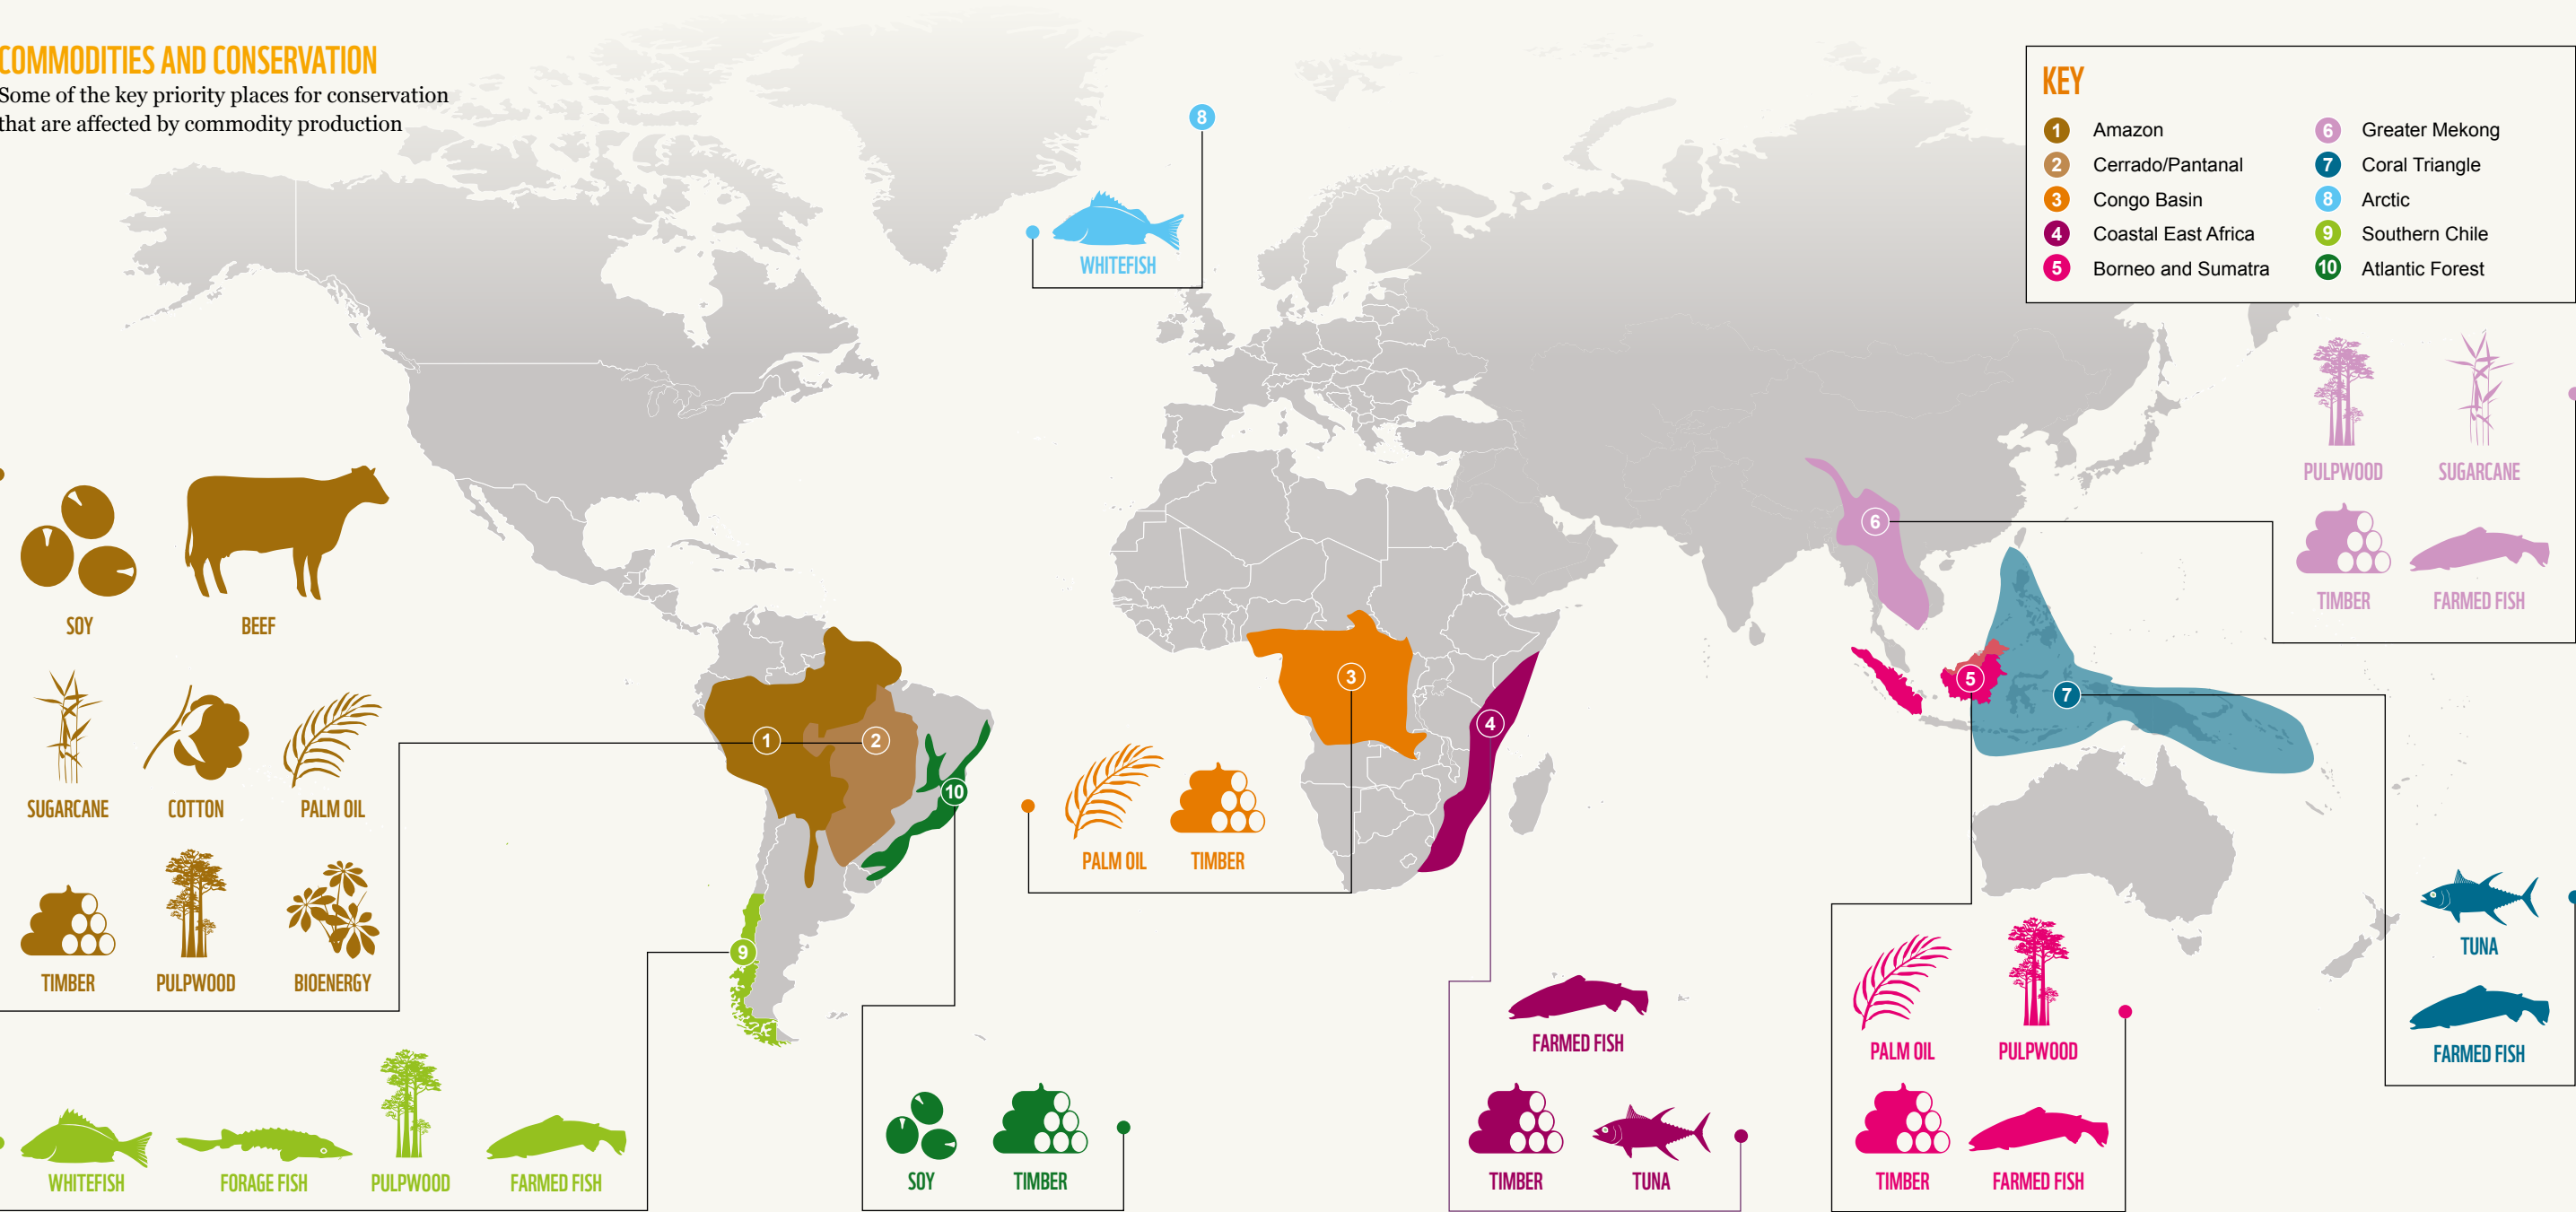 COMMODITIES AND CONSERVATION
Some of the key priority places for conservation
that are affected by commodity production
KEY
1 Amazon
2 Cerrado/Pantanal
3 Congo Basin
4 Coastal East Africa
5 Borneo and Sumatra
6 Greater Mekong
7 Coral Triangle
8 Arctic
9 Southern Chile
10 Atlantic Forest
8
WHITEFISH
PULPWOOD SUGARCANE
TIMBER FARMED FISH
6
SOY BEEF
SUGARCANE COTTON PALM OIL
TIMBER PULPWOOD BIOENERGY
1
2
10
3
4
5
7
9
PALM OIL TIMBER
TUNA
FARMED FISH
FARMED FISH
TIMBER TUNA
PALM OIL PULPWOOD
TIMBER FARMED FISH
WHITEFISH FORAGE FISH PULPWOOD FARMED FISH
SOY TIMBER